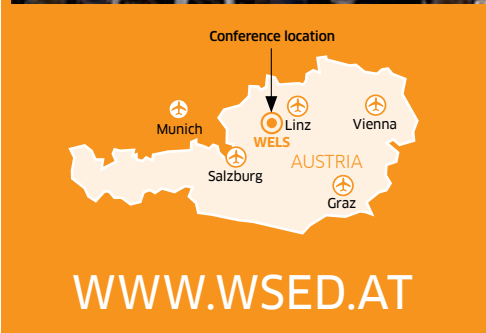 Conference location
Munich
Linz
Vienna
WELS
AUSTRIA
Salzburg
Graz
WWW.WSED.AT